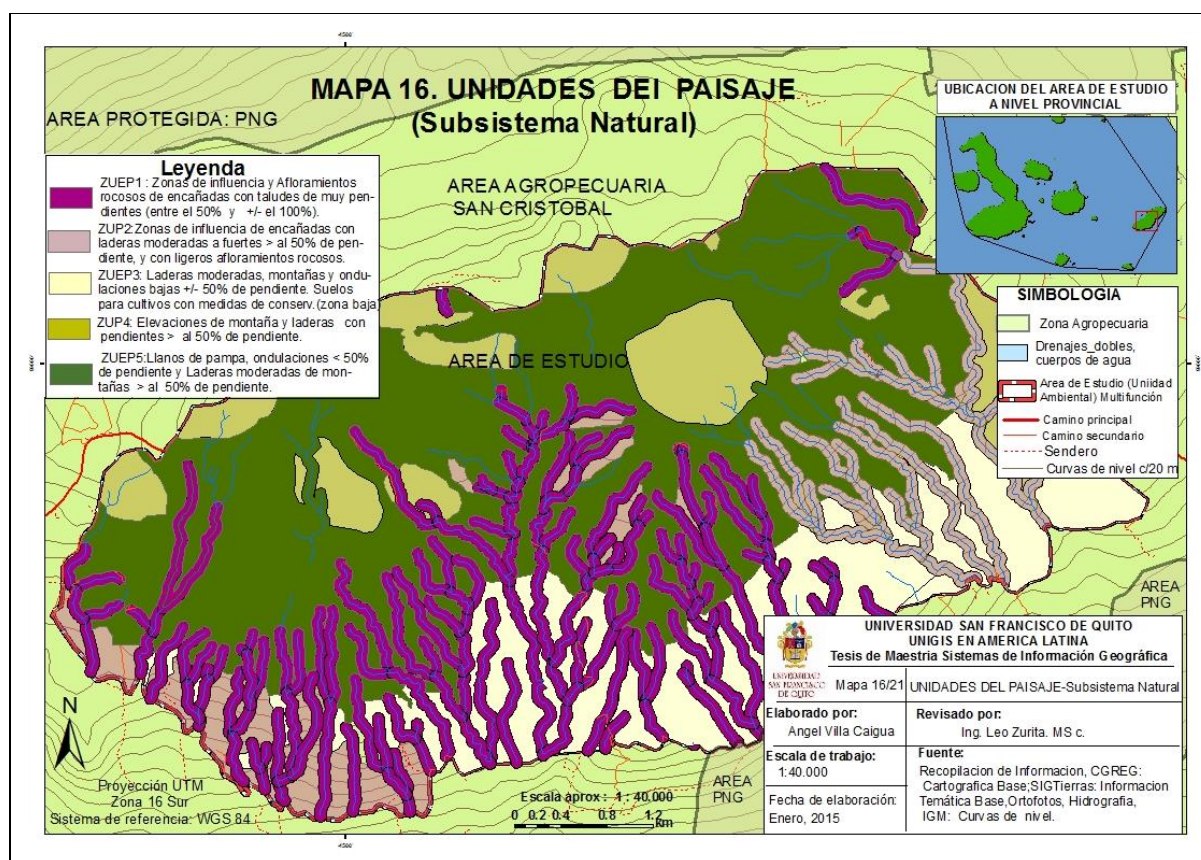 MAPA 16. UNIDADES DEl PAISAJE
(Subsistema Natural)
AREA PROTEGIDA: PNG
UBICACION DEL AREA DE ESTUDIO
A NIVEL PROVINCIAL
Leyenda
ZUEP1 : Zonas de influencia y Afloramientos
rocosos de encañadas con taludes de muy pen-
dientes (entre el 50% y +/- el 100%).
ZUP2:Zonas de influencia de encañadas con
laderas moderadas a fuertes > al 50% de pen-
diente, y con ligeros afloramientos rocosos.
ZUEP3: Laderas moderadas, montañas y ondu-
laciones bajas +/- 50% de pendiente. Suelos
para cultivos con medidas de conserv.(zona baja)
ZUP4: Elevaciones de montaña y laderas con
pendientes > al 50% de pendiente.
ZUEP5:Llanos de pampa, ondulaciones < 50%
de pendiente y Laderas moderadas de mon-
tañas > al 50% de pendiente.
AREA AGROPECUARIA
SAN CRISTOBAL
AREA DE ESTUDIO
SIMBOLOGIA
Zona Agropecuaria
Drenajes_dobles,
cuerpos de agua
Area de Estudio (Uniidad
Ambiental) Multifunción
Camino principal
Camino secundario
Sendero
Curvas de nivel c/20 m
AREA
PNG
AREA
PNG
N
Proyección UTM
Zona 16 Sur
Sistema de referencia: WGS 84
Escala aprox : 1 : 40.000
0 0.2 0.4 0.8 1.2
km
UNIVERSIDAD SAN FRANCISCO DE QUITO
UNIGIS EN AMERICA LATINA
Tesis de Maestria Sistemas de Información Geográfica
UNIVERSIDAD
SAN FRANCISCO
DE QUITO
Mapa 16/21
UNIDADES DEL PAISAJE-Subsistema Natural
Elaborado por:
Angel Villa Caigua
Revisado por:
Ing. Leo Zurita. MS c.
Escala de trabajo:
1:40.000
Fecha de elaboración:
Enero, 2015
Fuente:
Recopilacion de Informacion, CGREG:
Cartografica Base;SIGTierras: Informacion
Temática Base,Ortofotos, Hidrografia,
IGM: Curvas de nivel.